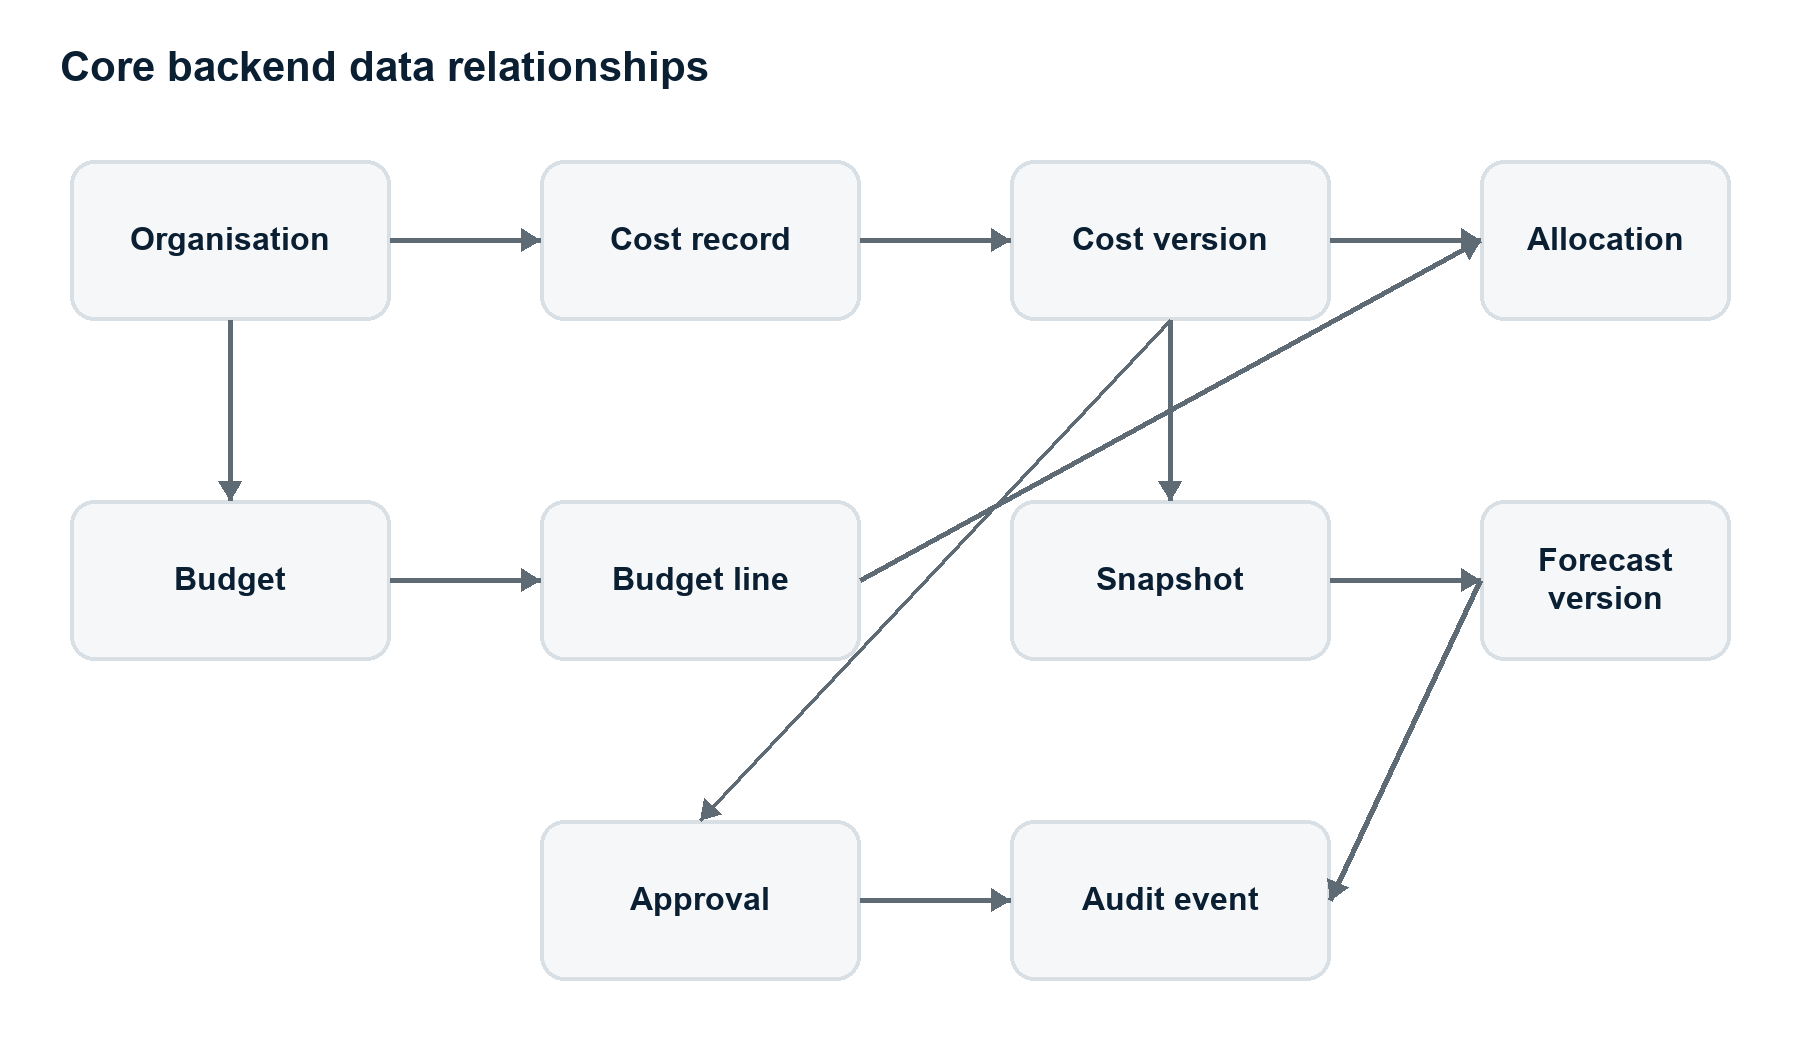 Core backend data relationships
Organisation
Cost record
Cost version
Allocation
Budget
Budget line
Snapshot
Forecast
version
Approval
Audit event